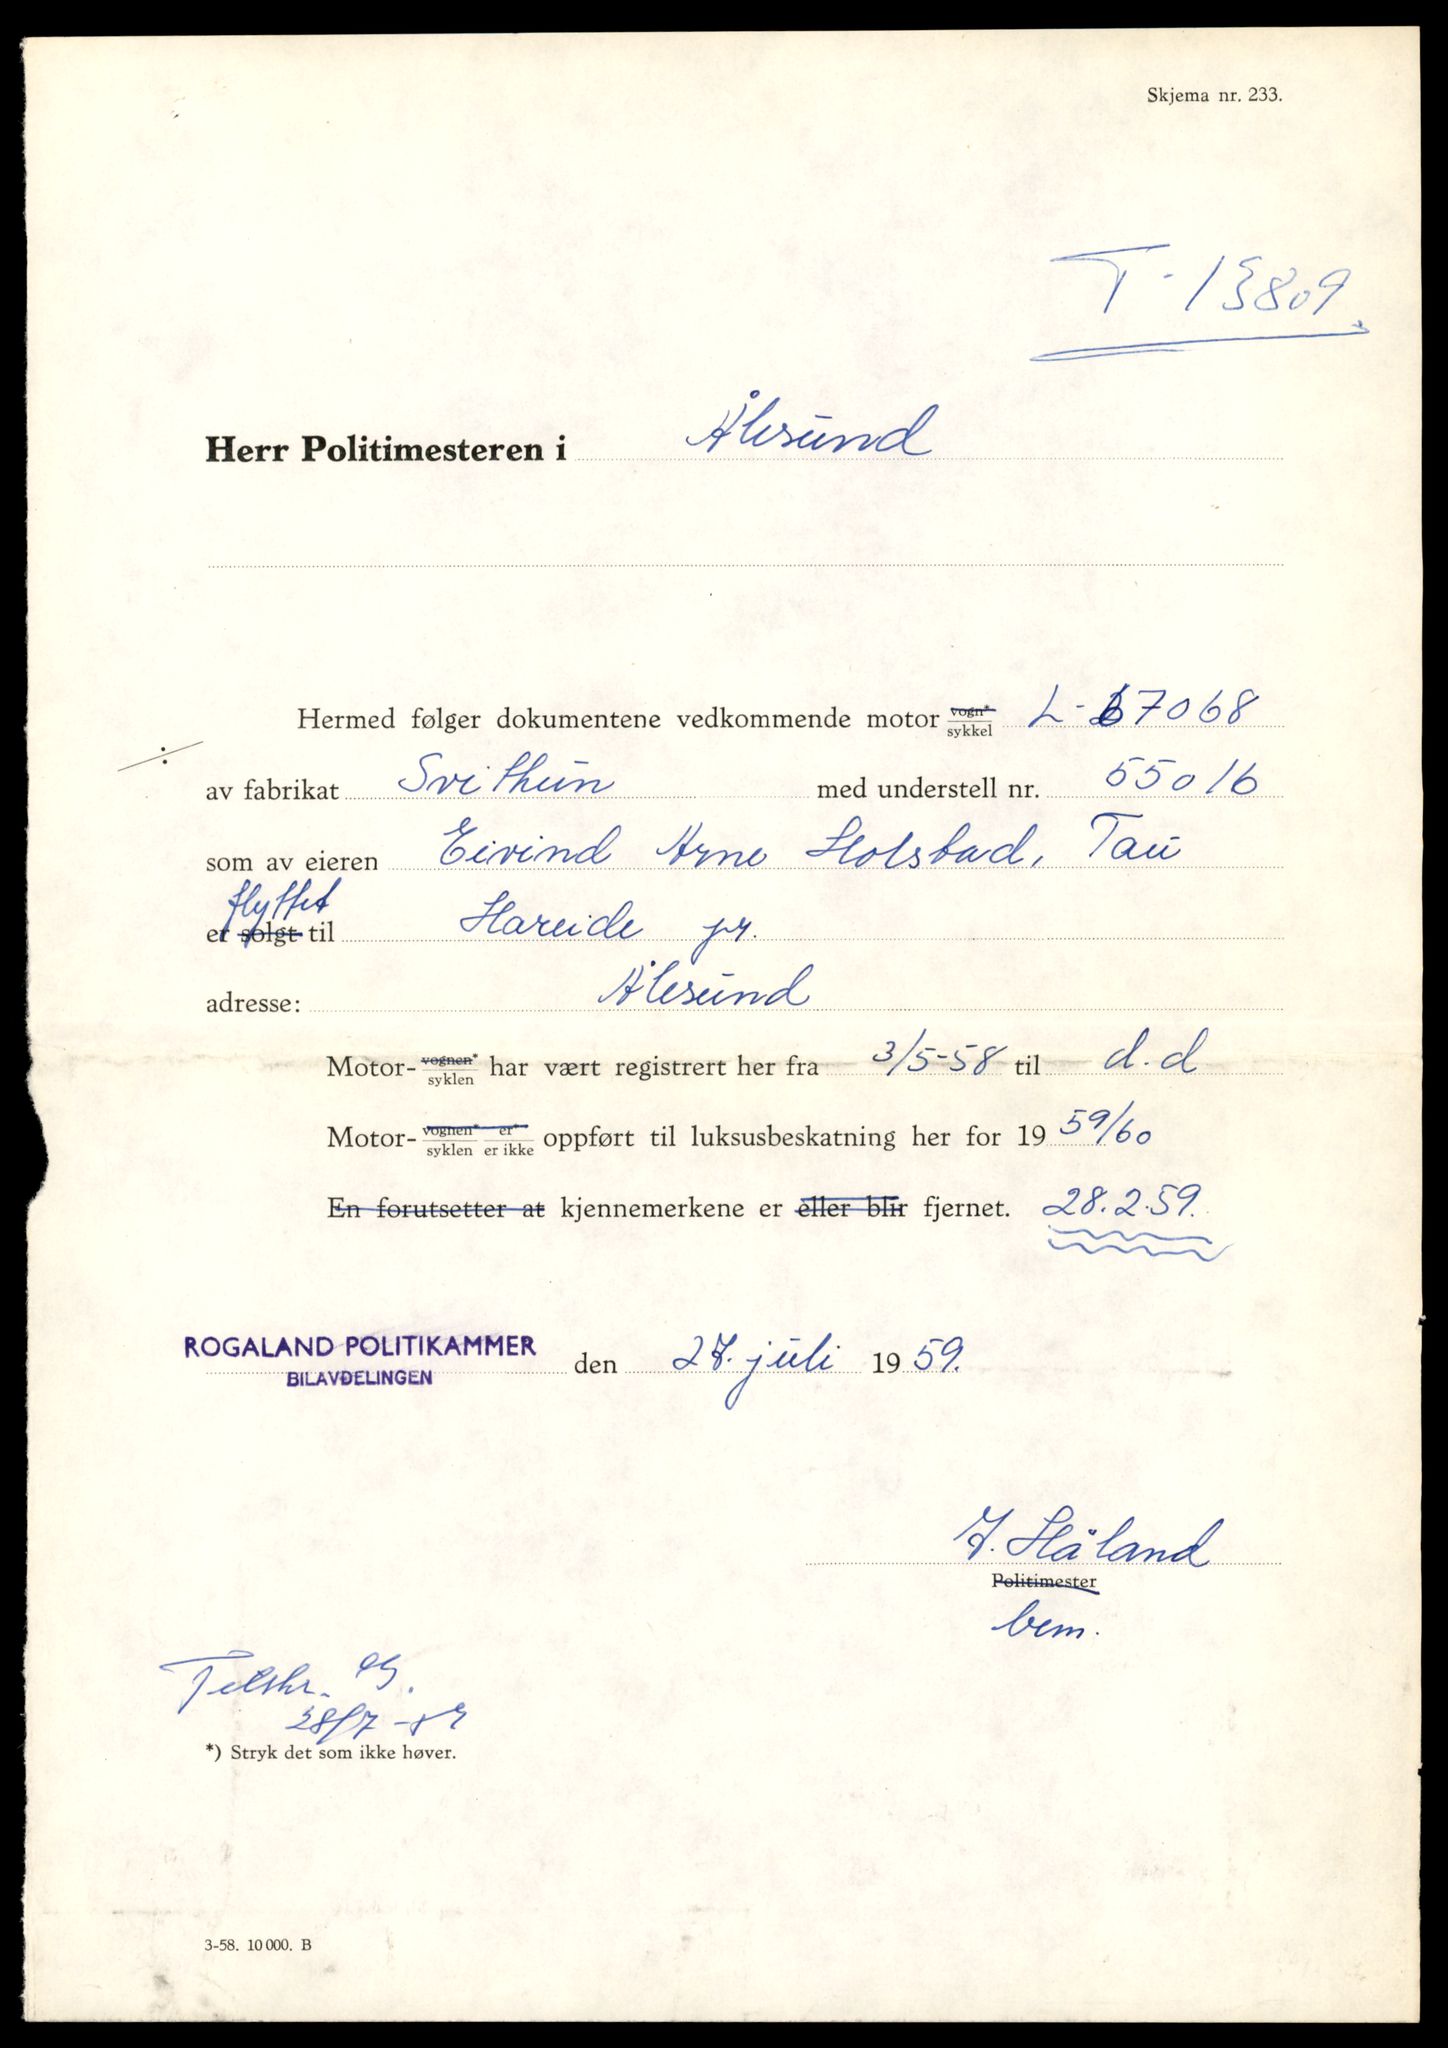 Skjema nr. 233.
T-13809
Herr Politimesteren i Ålesund
Hermed følger dokumentene vedkommende motor vogn*/sykkel L-67068
÷
av fabrikat Svithun med understell nr. 55016
som av eieren Eivind Arne Holstad, Tau
flyttet
er solgt til Hareide pr.
adresse: Ålesund
Motor-vognen*/syklen har vært registrert her fra 3/5-58 til d.d
Motor-vognen*/syklen er*/er ikke oppført til luksusbeskatning her for 19 59/60
En forutsetter at kjennemerkene er eller blir fjernet. 28.2.59.
ROGALAND POLITIKAMMER
BILAVDELINGEN den 27. juli 1959.
J. Håland
Politimester
bem.
28/7-59
*) Stryk det som ikke høver.
3-58. 10 000. B